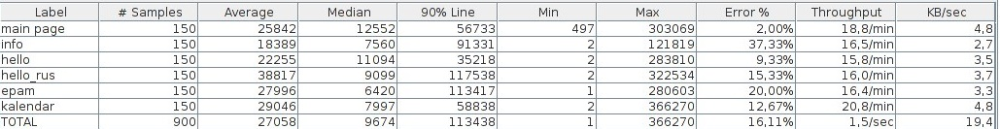 Label # Samples Average Median 90% Line Min Max Error % Throughput KB/sec
main page 150 25842 12552 56733 497 303069 2,00% 18,8/min 4,8
info 150 18389 7560 91331 2 121819 37,33% 16,5/min 2,7
hello 150 22255 11094 35218 2 283810 9,33% 15,8/min 3,5
hello_rus 150 38817 9099 117538 2 322534 15,33% 16,0/min 3,7
epam 150 27996 6420 113417 1 280603 20,00% 16,4/min 3,3
kalendar 150 29046 7997 58838 2 366270 12,67% 20,8/min 4,8
TOTAL 900 27058 9674 113438 1 366270 16,11% 1,5/sec 19,4